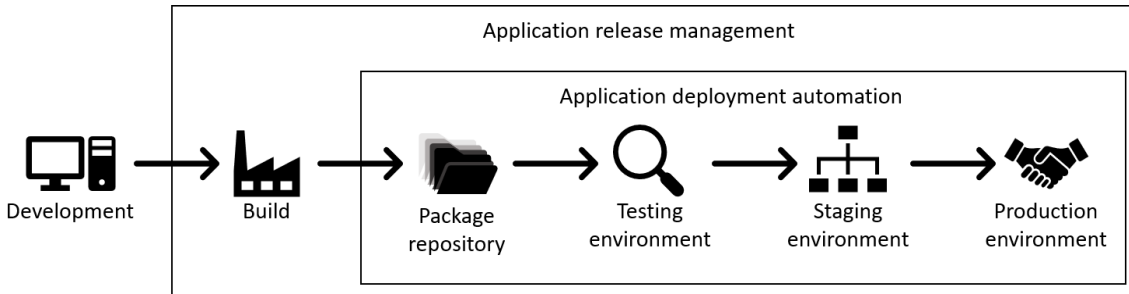 Application release management
Application deployment automation
Development
Build
Package
repository
Testing
environment
Staging
environment
Production
environment